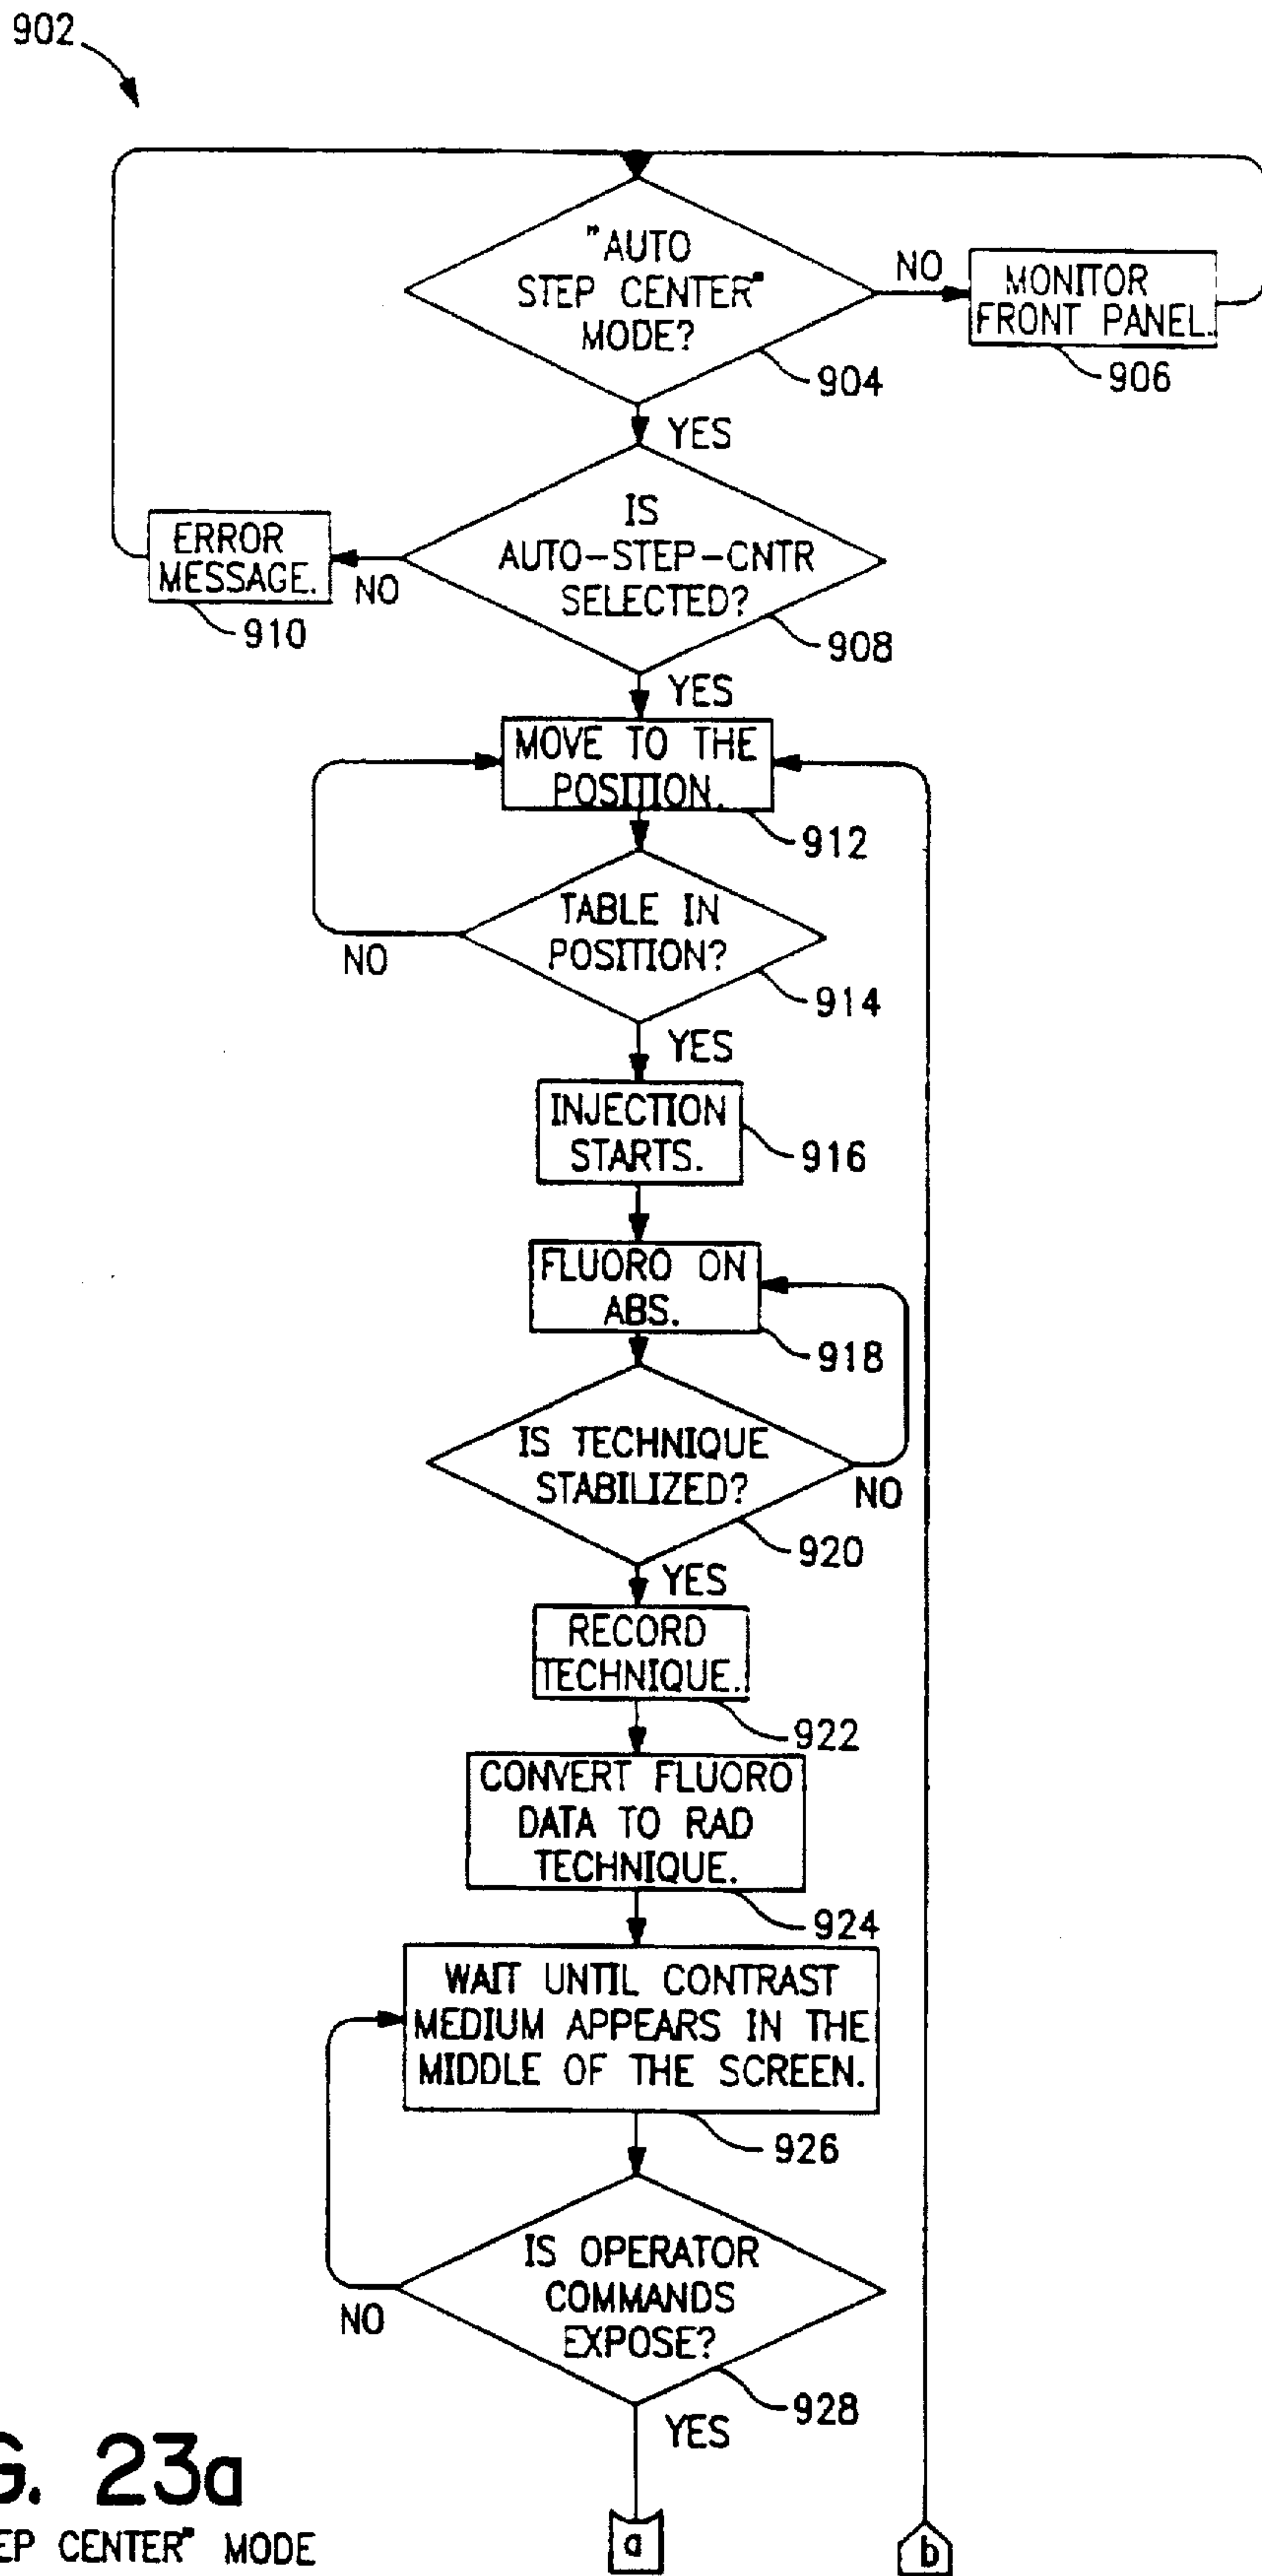 902
"AUTO
STEP CENTER"
MODE?
904
NO
MONITOR
FRONT PANEL.
906
YES
IS
AUTO-STEP-CNTR
SELECTED?
908
NO
ERROR
MESSAGE.
910
YES
MOVE TO THE
POSITION.
912
TABLE IN
POSITION?
914
NO
YES
INJECTION
STARTS.
916
FLUORO ON
ABS.
918
IS TECHNIQUE
STABILIZED?
920
NO
YES
RECORD
TECHNIQUE.
922
CONVERT FLUORO
DATA TO RAD
TECHNIQUE.
924
WAIT UNTIL CONTRAST
MEDIUM APPEARS IN THE
MIDDLE OF THE SCREEN.
926
IS OPERATOR
COMMANDS
EXPOSE?
928
NO
YES
a
b
G. 23a
EP CENTER" MODE